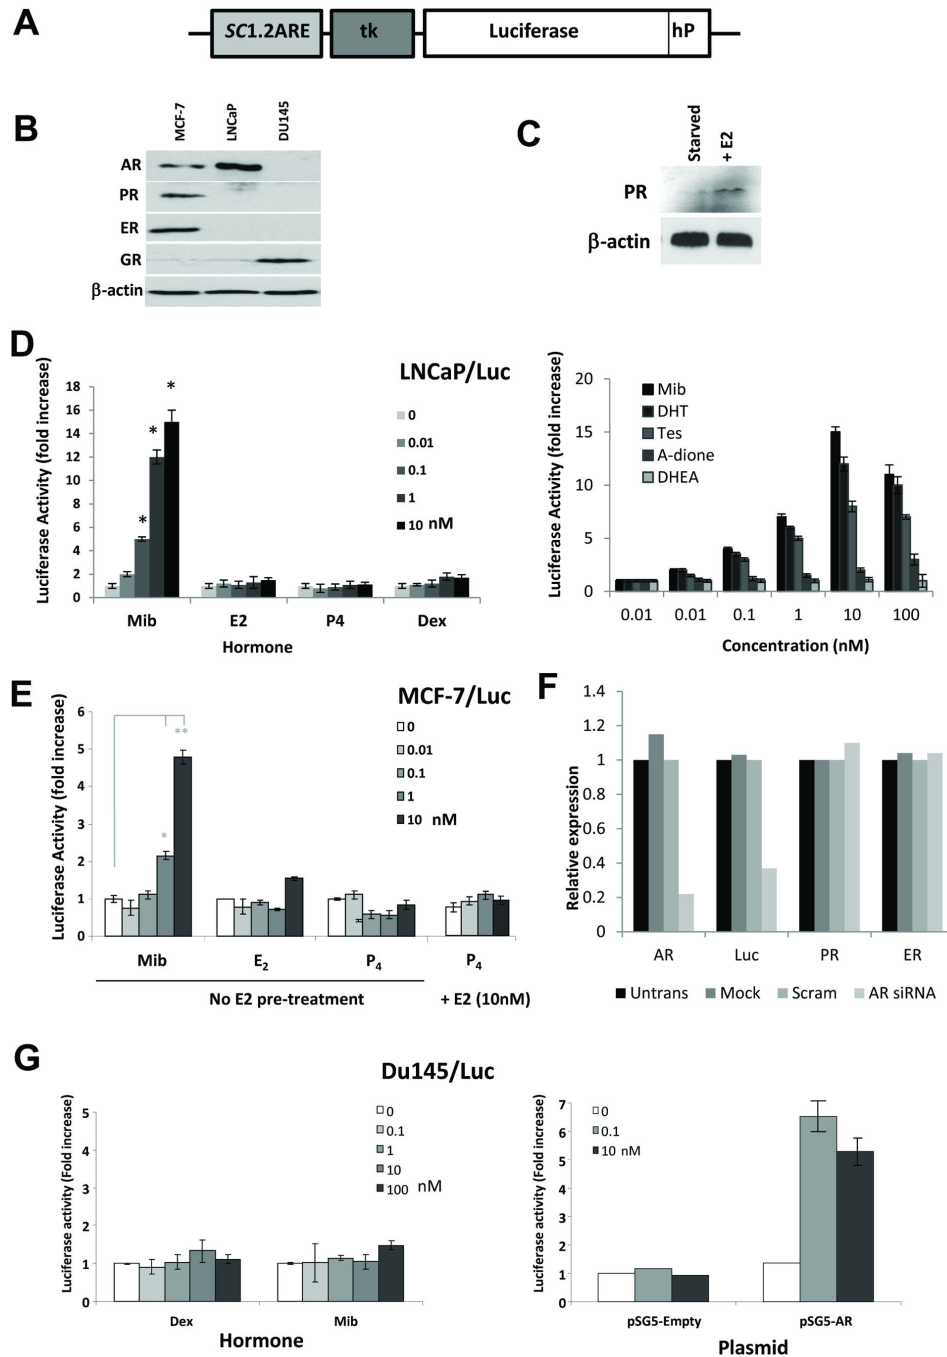 A
SC1.2ARE tk Luciferase hP
B
MCF-7 LNCaP DU145
AR
PR
ER
GR
β-actin
C
Starved + E2
PR
β-actin
D
LNCaP/Luc
Luciferase Activity (fold increase)
18
16
14
12
10
8
6
4
2
0
* * *
0
0.01
0.1
1
10 nM
Mib E2 P4 Dex
Hormone
Luciferase Activity (fold increase)
20
15
10
5
0
Mib
DHT
Tes
A-dione
DHEA
0.01 0.01 0.1 1 10 100
Concentration (nM)
E
MCF-7/Luc
Luciferase Activity (fold increase)
6
5
4
3
2
1
0
**
*
0
0.01
0.1
1
10 nM
Mib E2 P4 P4
No E2 pre-treatment + E2 (10nM)
F
Relative expression
1.4
1.2
1
0.8
0.6
0.4
0.2
0
AR Luc PR ER
Untrans Mock Scram AR siRNA
G
Du145/Luc
Luciferase activity (Fold increase)
5
4
3
2
1
0
0
0.1
1
10
100 nM
Dex Mib
Hormone
Luciferase activity (Fold increase)
7
6
5
4
3
2
1
0
0
0.1
10 nM
pSG5-Empty pSG5-AR
Plasmid